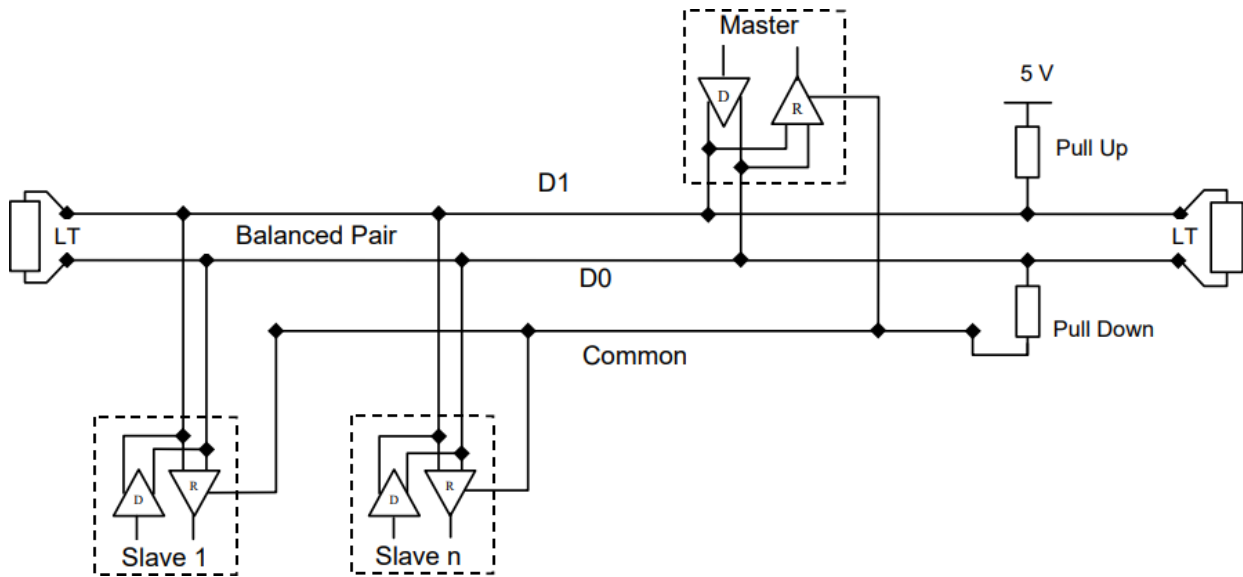 Master
5 V
D
R
Pull Up
D1
LT
Balanced Pair
LT
D0
Pull Down
Common
D
R
D
R
Slave 1
Slave n